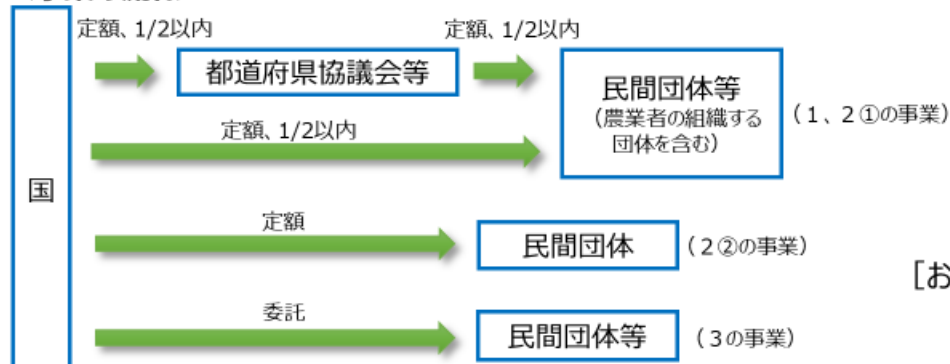 定額、1/2以内
定額、1/2以内
都道府県協議会等
民間団体等
（農業者の組織する
団体を含む）
（１、２①の事業）
定額、1/2以内
国
定額
民間団体
（２②の事業）
［お
委託
民間団体等
（３の事業）